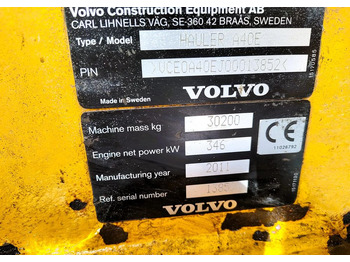 Volvo Construction Equipment AB
CARL LIHNELLS VÄG, SE-360 42 BRAÅS, SWEDEN
Type / Model HAULER A40E
PIN
Made in Sweden
VOLVO
Machine mass kg 30200
Engine net power kW 346
CE
11026792
Manufacturing year 2011
Ref. serial number
VOLVO